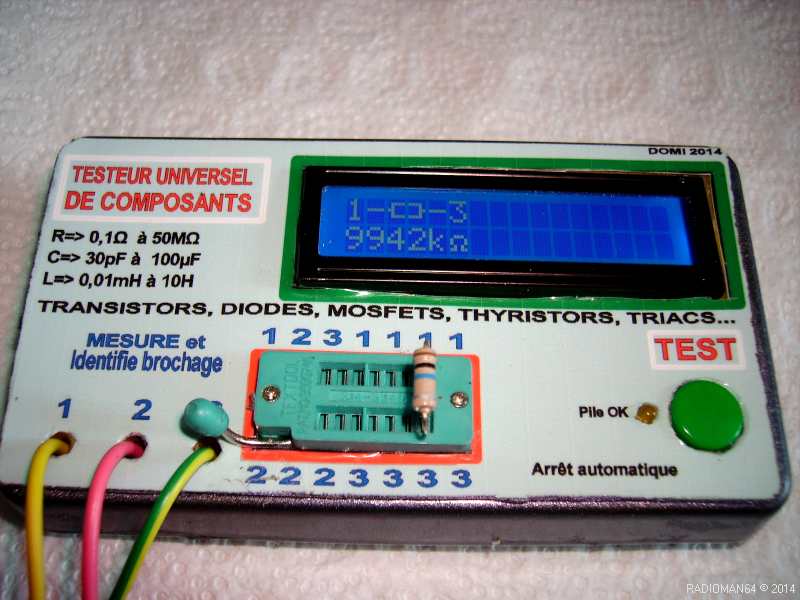 DOMI 2014
TESTEUR UNIVERSEL
DE COMPOSANTS
1-3
9942kΩ
R=> 0,1Ω à 50MΩ
C=> 30pF à 100µF
L=> 0,01mH à 10H
TRANSISTORS, DIODES, MOSFETS, THYRISTORS, TRIACS...
MESURE et
Identifie brochage
1 2 3 1 1 1 1
TEST
1 2
Pile OK
2 2 2 3 3 3 3
Arrêt automatique
RADIOMAN64 © 2014